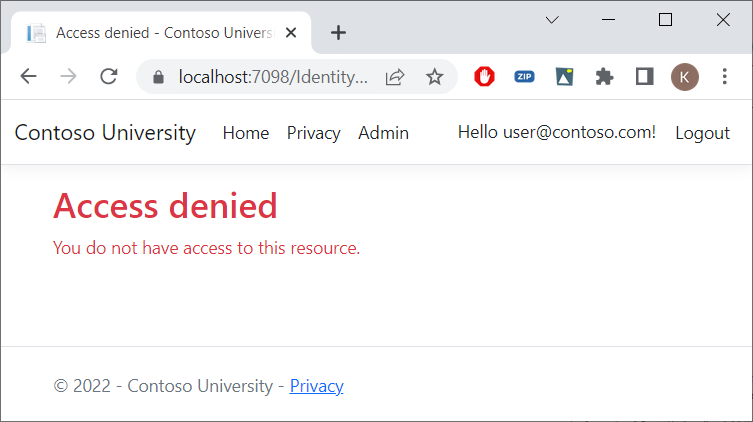 Access denied - Contoso Univers
localhost:7098/Identity...
ZIP
K
Contoso University Home Privacy Admin Hello user@contoso.com! Logout
Access denied
You do not have access to this resource.
© 2022 - Contoso University - Privacy